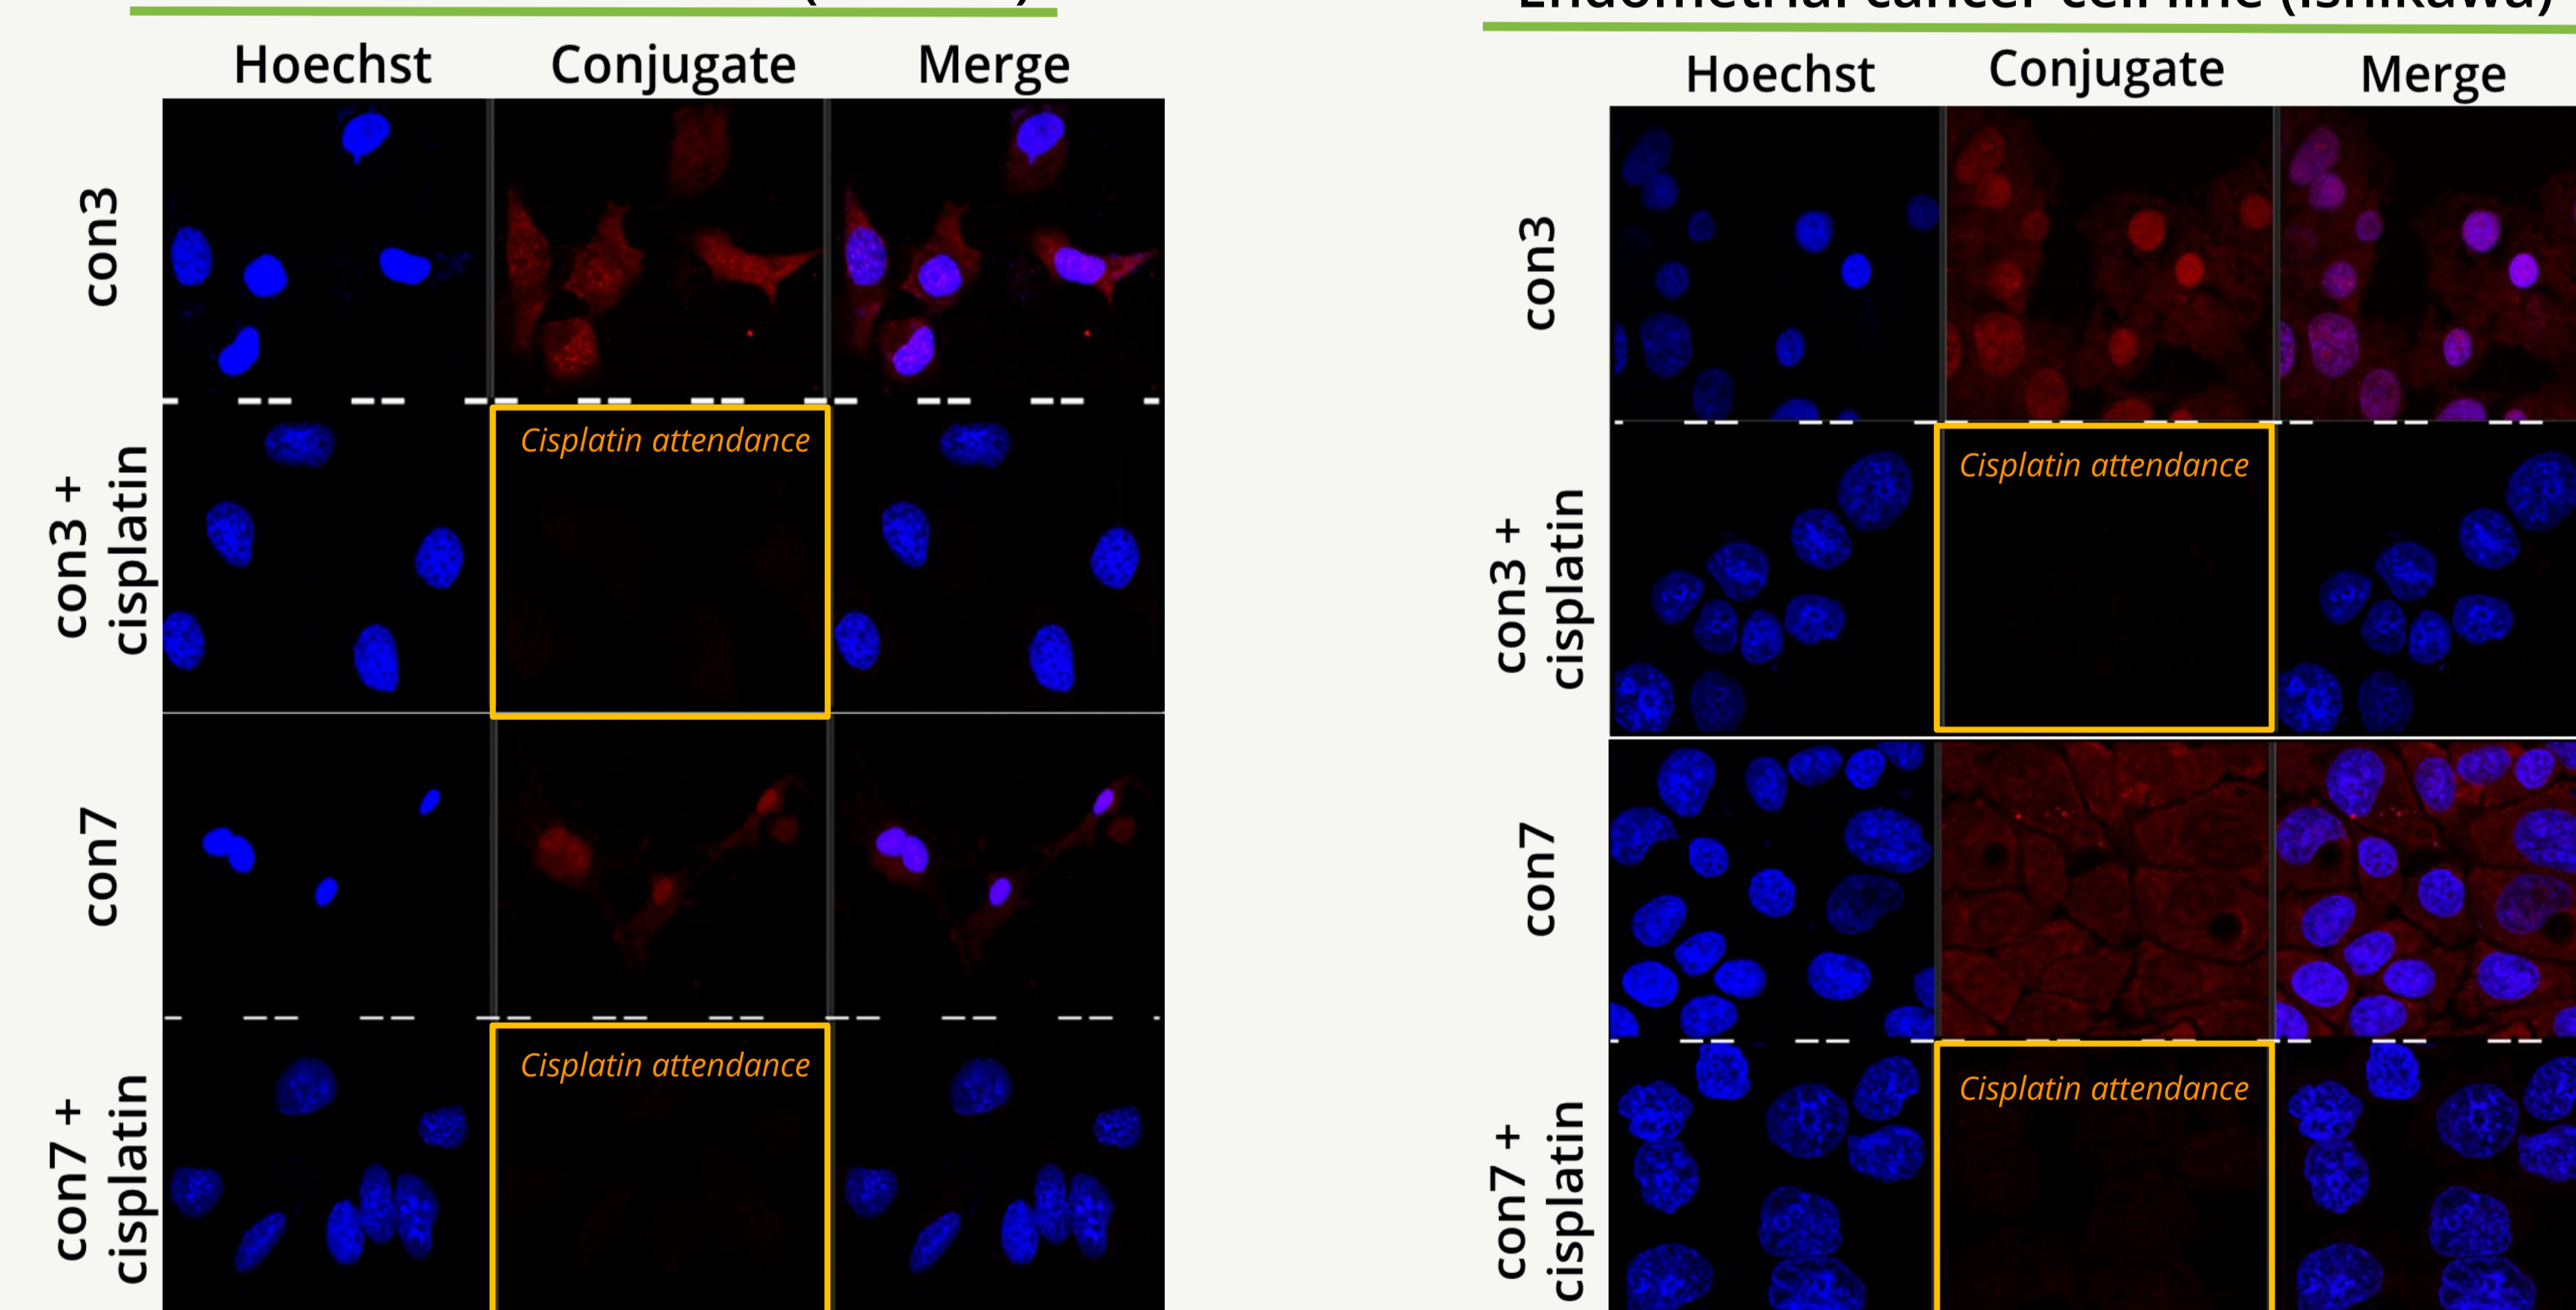 Endometrial cancer cell line (Ishikawa)
Hoechst Conjugate Merge
con3
con3 +
cisplatin
Cisplatin attendance
con7
con7 +
cisplatin
Cisplatin attendance
Hoechst Conjugate Merge
con3
con3 +
cisplatin
Cisplatin attendance
con7
con7 +
cisplatin
Cisplatin attendance